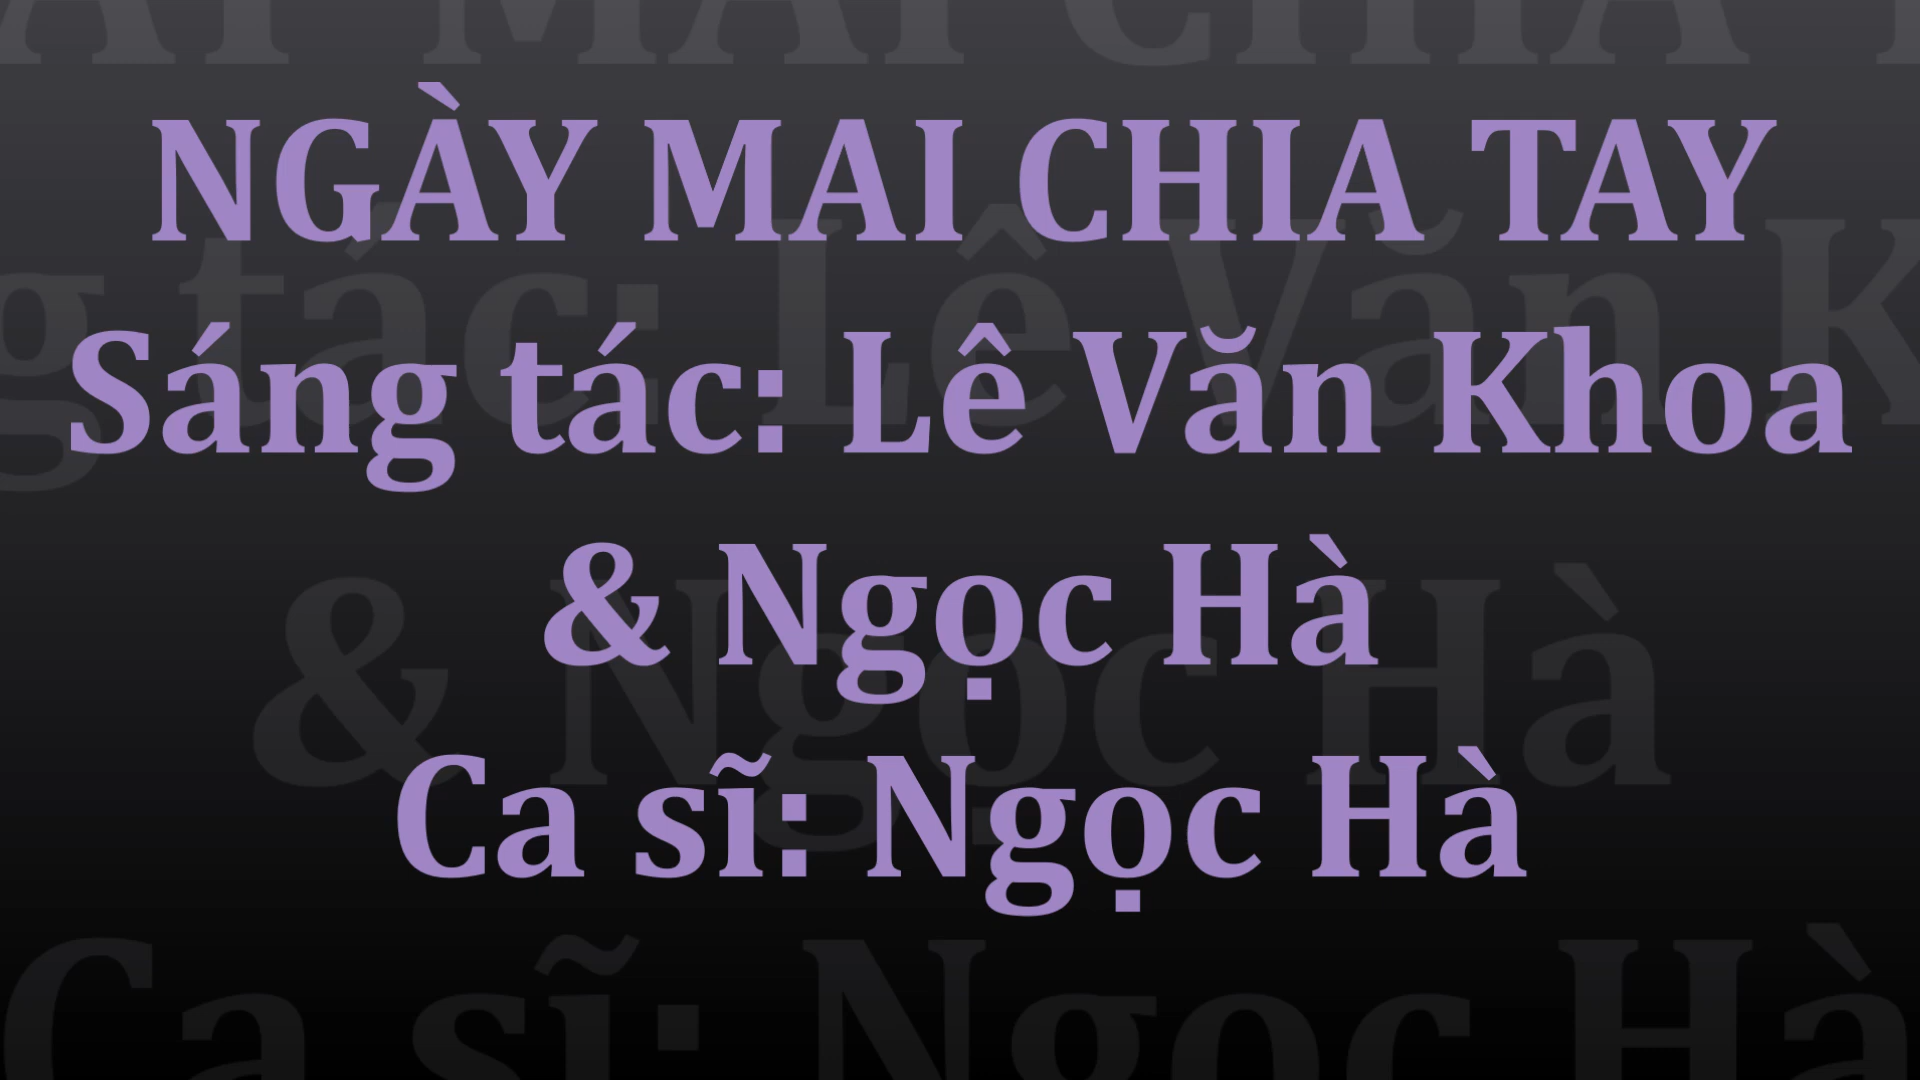 NGÀY MAI CHIA TAY
Sáng tác: Lê Văn Khoa
& Ngọc Hà
Ca sĩ: Ngọc Hà